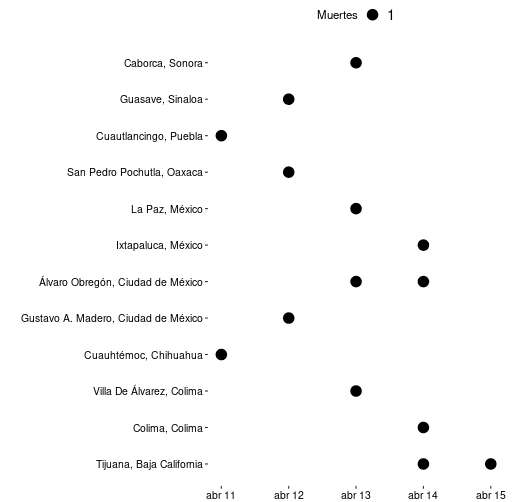 Muertes 1
Caborca, Sonora
Guasave, Sinaloa
Cuautlancingo, Puebla
San Pedro Pochutla, Oaxaca
La Paz, México
Ixtapaluca, México
Álvaro Obregón, Ciudad de México
Gustavo A. Madero, Ciudad de México
Cuauhtémoc, Chihuahua
Villa De Álvarez, Colima
Colima, Colima
Tijuana, Baja California
abr 11 abr 12 abr 13 abr 14 abr 15